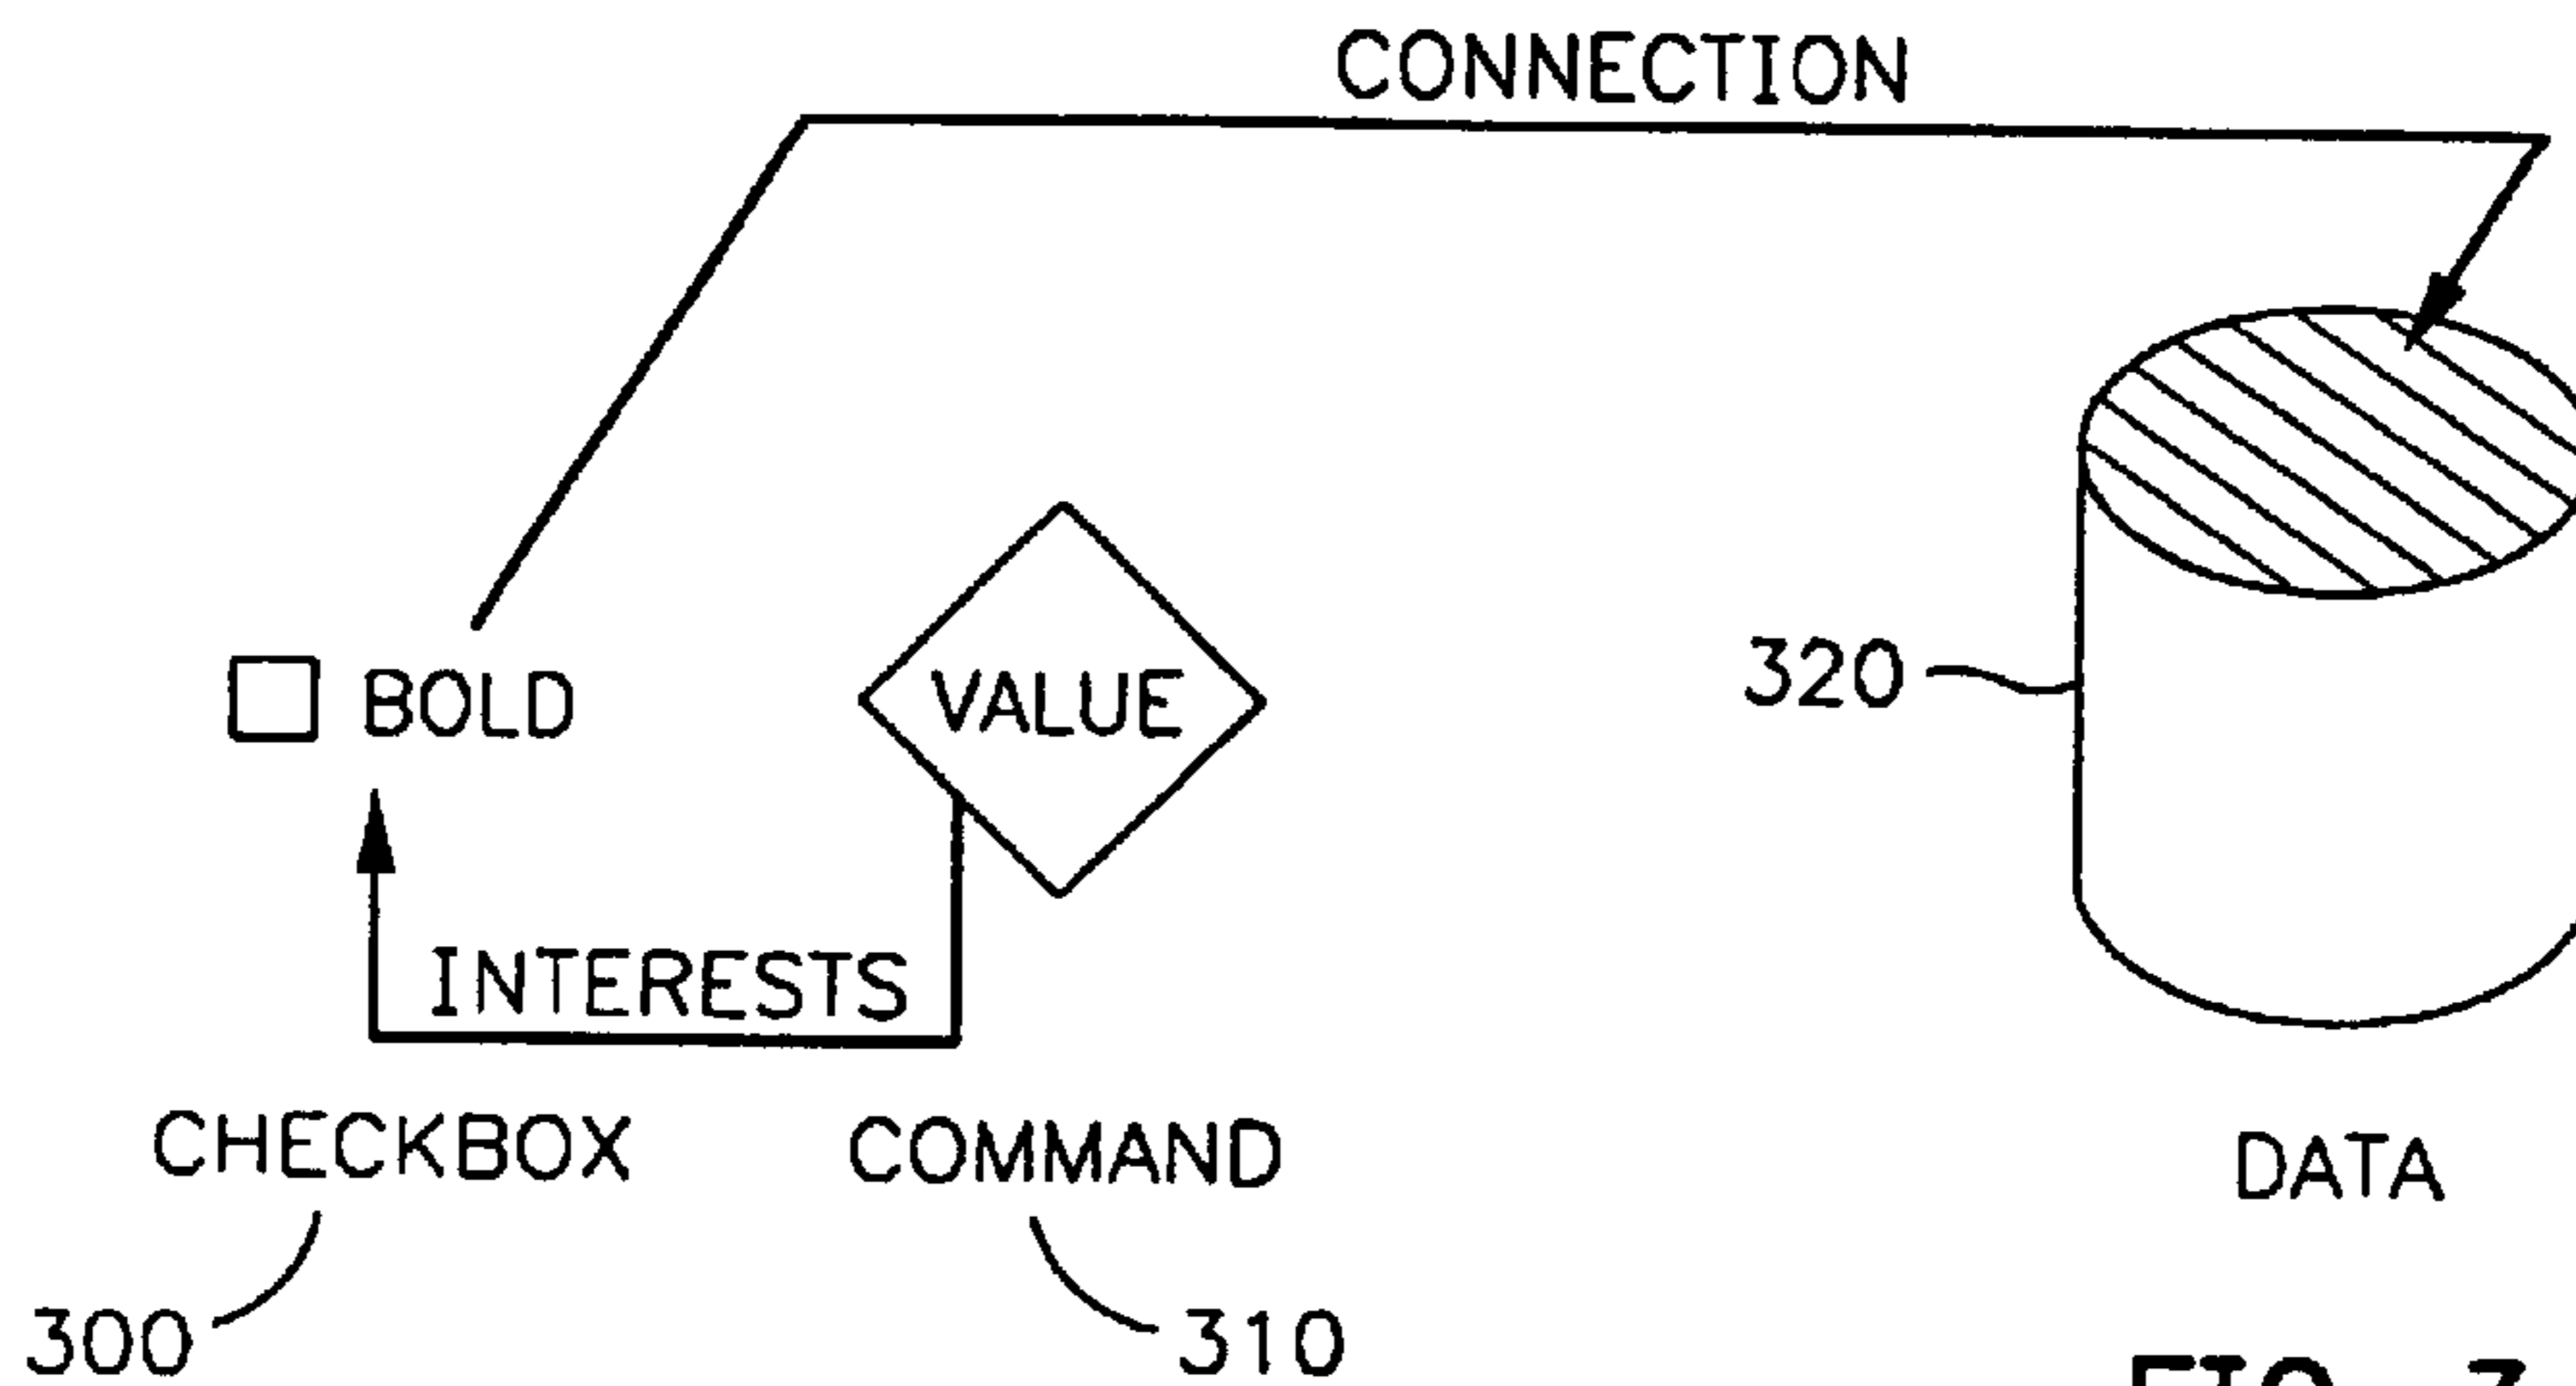 CONNECTION
BOLD
VALUE
320
INTERESTS
CHECKBOX
COMMAND
DATA
300
310